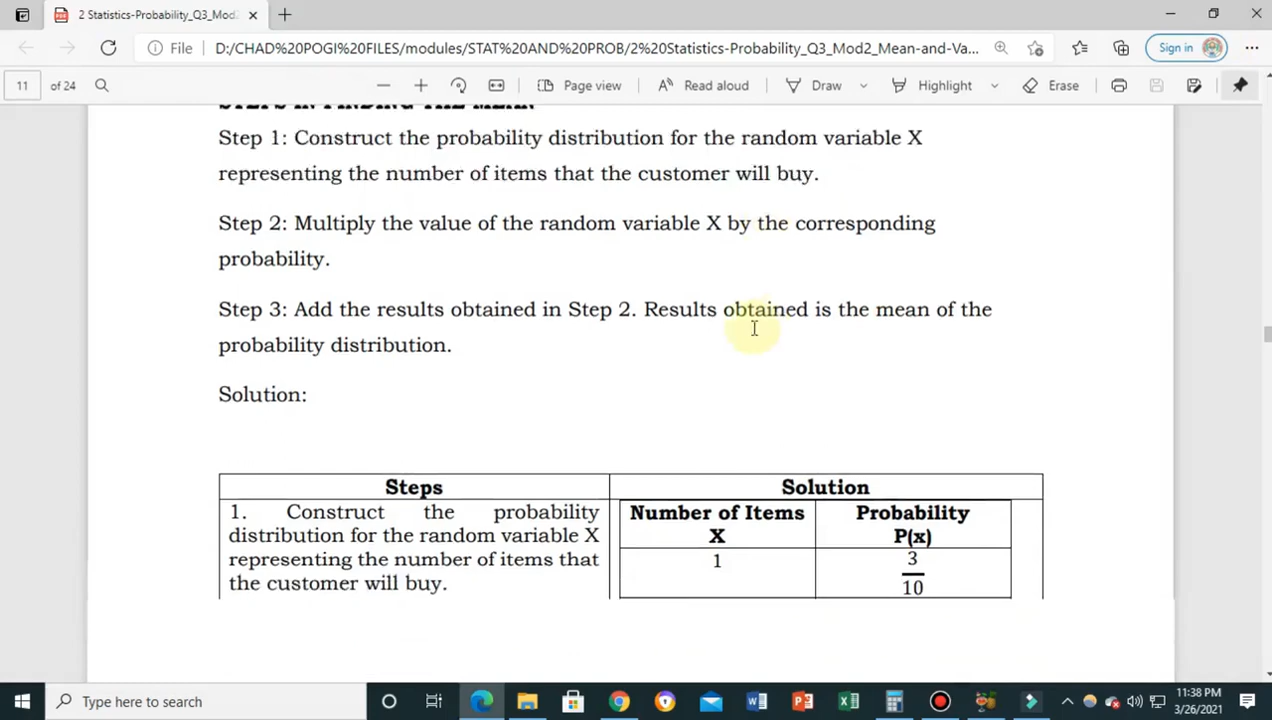 2 Statistics-Probability_Q3_Mod2
File
D:/CHAD%20POGI%20FILES/modules/STAT%20AND%20PROB/2%20Statistics-Probability_Q3_Mod2_Mean-and-Va...
Sign in
11 of 24
Page view
Read aloud
Draw
Highlight
Erase
STEPS IN FINDING THE MEAN
Step 1: Construct the probability distribution for the random variable X
representing the number of items that the customer will buy.
Step 2: Multiply the value of the random variable X by the corresponding
probability.
Step 3: Add the results obtained in Step 2. Results obtained is the mean of the
probability distribution.
Solution:
Steps
Solution
1. Construct the probability
distribution for the random variable X
representing the number of items that
the customer will buy.
Number of Items
X
Probability
P(x)
1
3
10
Type here to search
11:38 PM
3/26/2021